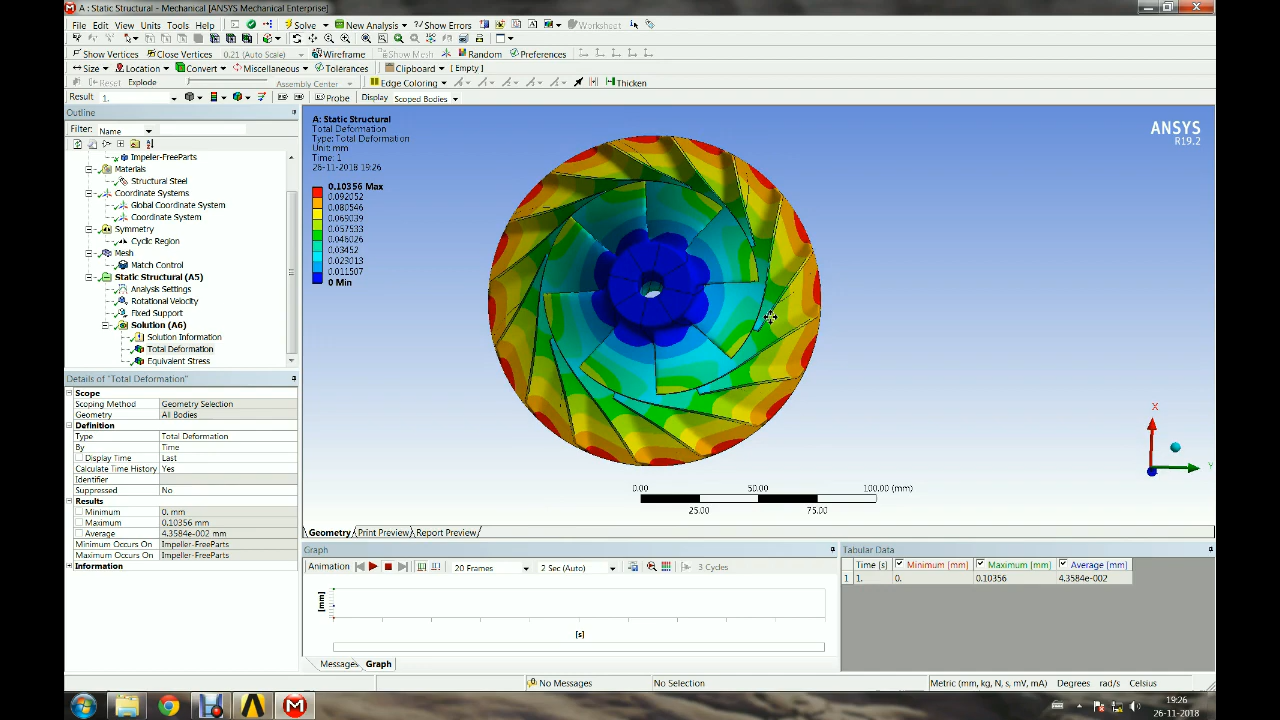 A : Static Structural - Mechanical [ANSYS Mechanical Enterprise]
File Edit View Units Tools Help Solve New Analysis Show Errors Worksheet
Show Vertices Close Vertices 0.21 (Auto Scale) Wireframe Show Mesh Random Preferences
Size Location Convert Miscellaneous Tolerances Clipboard [ Empty ]
Reset Explode Assembly Center Edge Coloring Thicken
Result 1. Probe Display Scoped Bodies
Outline
Filter: Name
Impeller-FreeParts
Materials
Structural Steel
Coordinate Systems
Global Coordinate System
Coordinate System
Symmetry
Cyclic Region
Mesh
Match Control
Static Structural (A5)
Analysis Settings
Rotational Velocity
Fixed Support
Solution (A6)
Solution Information
Total Deformation
Equivalent Stress
Details of "Total Deformation"
Scope
Scoping Method Geometry Selection
Geometry All Bodies
Definition
Type Total Deformation
By Time
Display Time Last
Calculate Time History Yes
Identifier
Suppressed No
Results
Minimum 0. mm
Maximum 0.10356 mm
Average 4.3584e-002 mm
Minimum Occurs On Impeller-FreeParts
Maximum Occurs On Impeller-FreeParts
Information
A: Static Structural
Total Deformation
Type: Total Deformation
Unit: mm
Time: 1
26-11-2018 19:26
0.10356 Max
0.092052
0.080546
0.069039
0.057533
0.046026
0.03452
0.023013
0.011507
0 Min
ANSYS
R19.2
X
Y
0.00 50.00 100.00 (mm)
25.00 75.00
Geometry Print Preview Report Preview
Graph
Animation 20 Frames 2 Sec (Auto) 3 Cycles
[mm]
[s]
Messages Graph
Tabular Data
Time [s] Minimum [mm] Maximum [mm] Average [mm]
1 1. 0. 0.10356 4.3584e-002
No Messages No Selection Metric (mm, kg, N, s, mV, mA) Degrees rad/s Celsius
19:26
26-11-2018